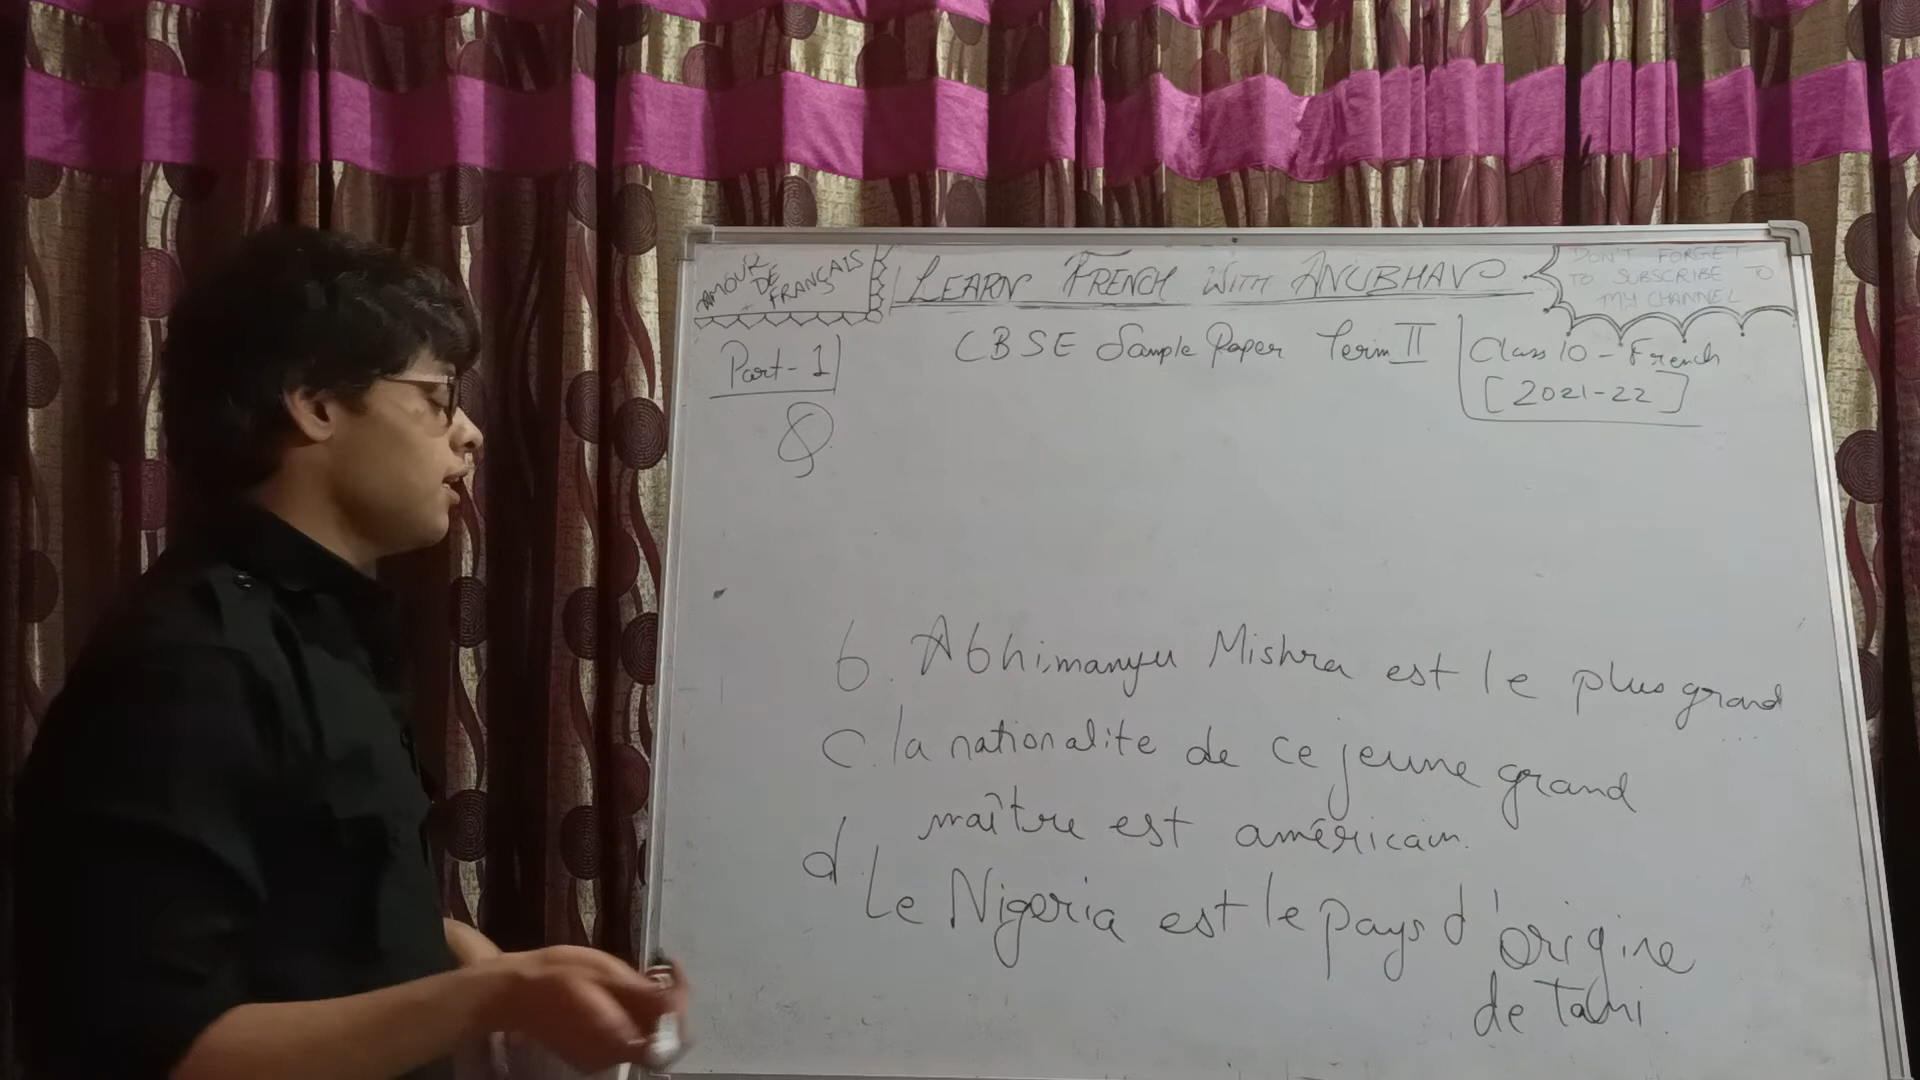 AMOUR
DE
FRANÇAIS
LEARN FRENCH WITH ANUBHAV
DON'T FORGET
TO SUBSCRIBE TO
MY CHANNEL
Part-1
CBSE Sample Paper Term II
Class 10 - French
[2021-22]
b. Abhimanyu Mishra est le plus grand
c. la nationalite de ce jeune grand
maître est américain.
d. Le Nigeria est le pays d'origine
de Tani